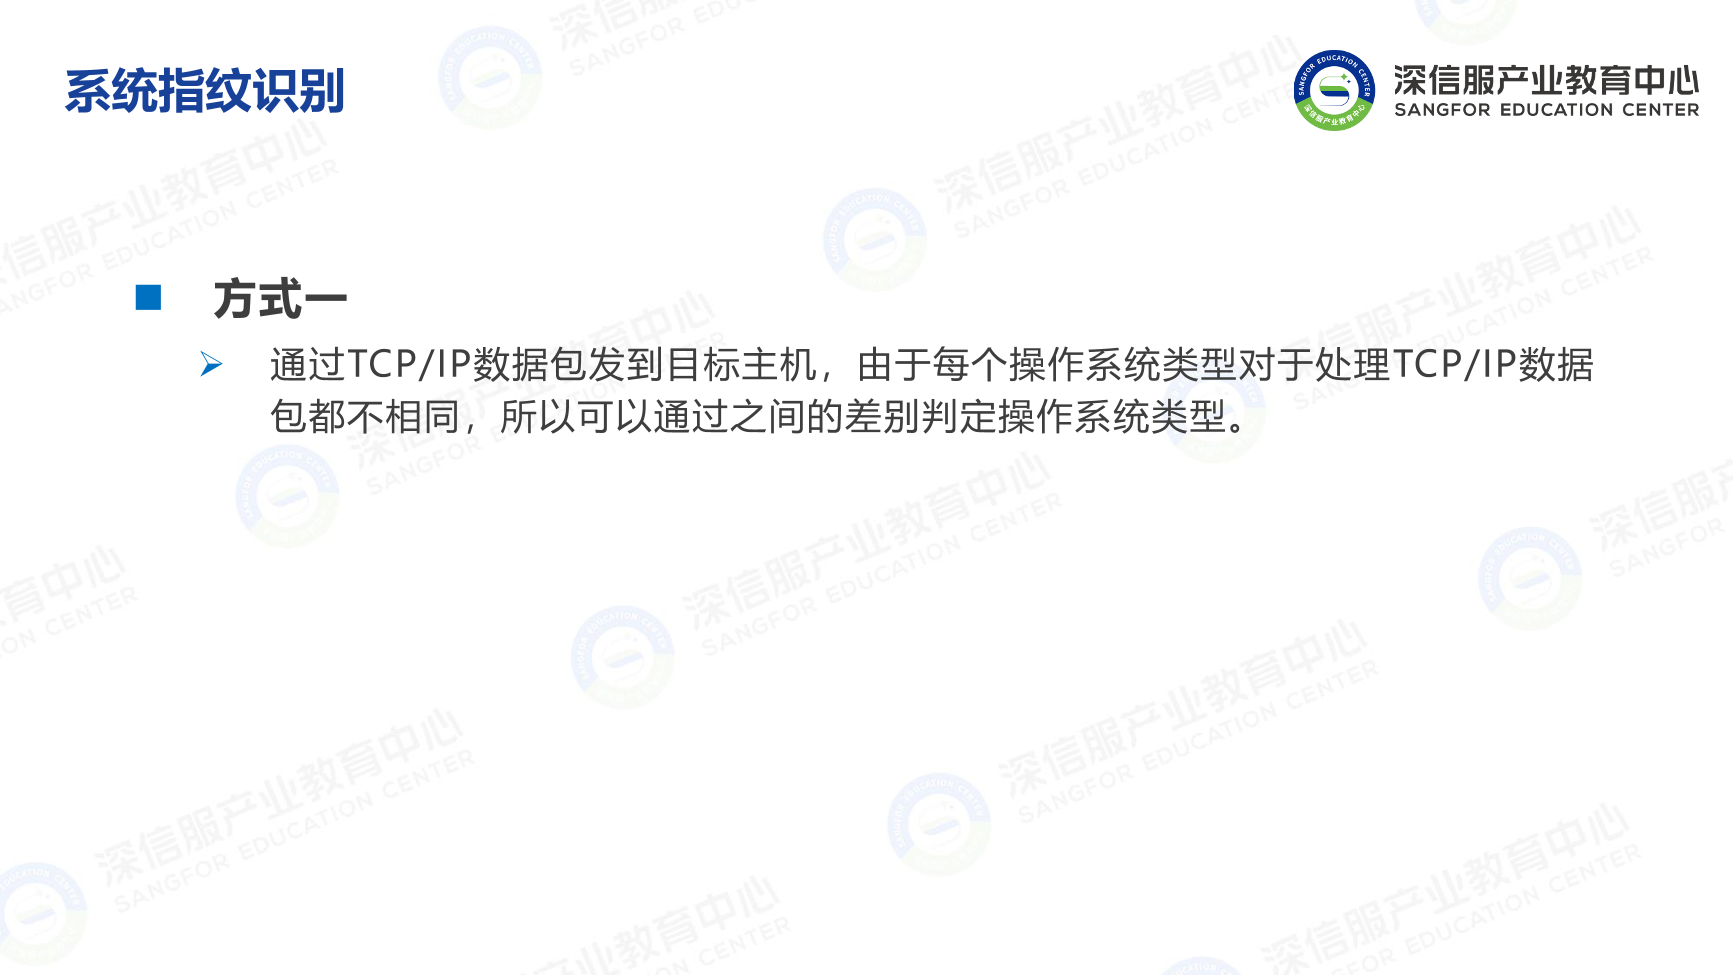 系统指纹识别
深信服产业教育中心
SANGFOR EDUCATION CENTER
方式一
通过TCP/IP数据包发到目标主机，由于每个操作系统类型对于处理TCP/IP数据
包都不相同，所以可以通过之间的差别判定操作系统类型。